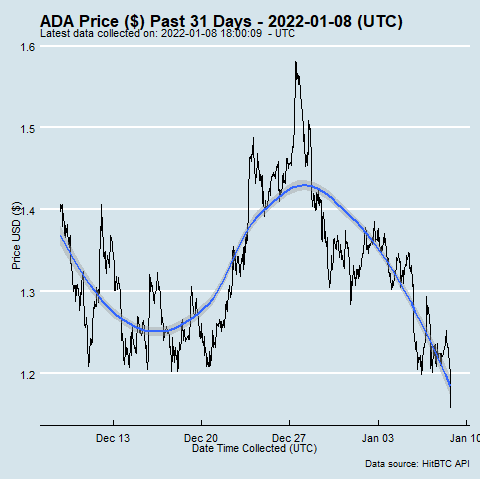 ADA Price ($) Past 31 Days - 2022-01-08 (UTC)
Latest data collected on: 2022-01-08 18:00:09 - UTC
1.6
1.5
1.4
1.3
1.2
Price USD ($)
Dec 13
Dec 20
Dec 27
Jan 03
Jan 10
Date Time Collected (UTC)
Data source: HitBTC API